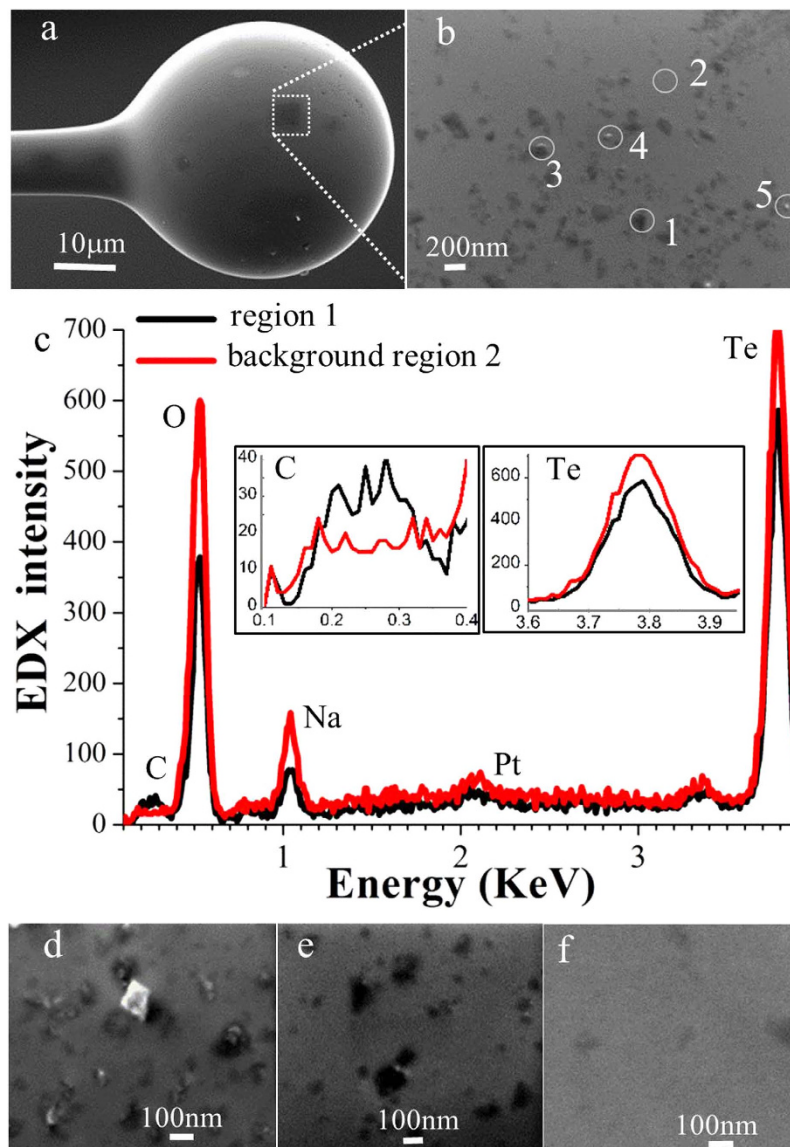 a
10μm
b
2
4
3
5
1
200nm
c
region 1
background region 2
Te
O
C
Te
Na
C
Pt
EDX intensity
700
600
500
400
300
200
100
0
40
30
20
10
0
0.1 0.2 0.3 0.4
600
400
200
0
3.6 3.7 3.8 3.9
1 2 3
Energy (KeV)
d
100nm
e
100nm
f
100nm